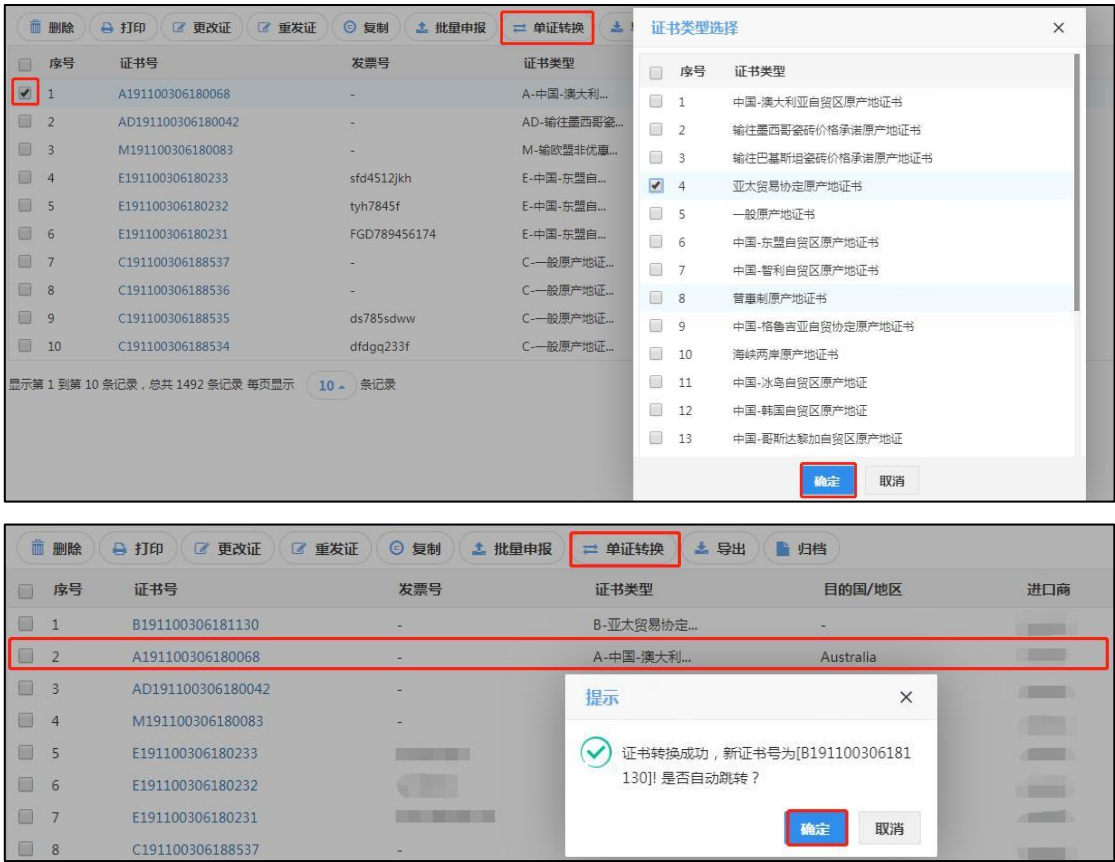 删除 打印 更改证 重发证 复制 批量申报 单证转换
序号 证书号 发票号 证书类型
1 A191100306180068 - A-中国-澳大利...
2 AD191100306180042 - AD-输往墨西哥瓷...
3 M191100306180083 - M-输欧盟非优惠...
4 E191100306180233 sfd4512jkh E-中国-东盟自...
5 E191100306180232 tyh7845f E-中国-东盟自...
6 E191100306180231 FGD789456174 E-中国-东盟自...
7 C191100306188537 - C-一般原产地证...
8 C191100306188536 - C-一般原产地证...
9 C191100306188535 ds785sdww C-一般原产地证...
10 C191100306188534 dfdgq233f C-一般原产地证...
显示第 1 到第 10 条记录，总共 1492 条记录 每页显示 10 条记录
证书类型选择 ×
序号 证书类型
1 中国-澳大利亚自贸区原产地证书
2 输往墨西哥瓷砖价格承诺原产地证书
3 输往巴基斯坦瓷砖价格承诺原产地证书
4 亚太贸易协定原产地证书
5 一般原产地证书
6 中国-东盟自贸区原产地证书
7 中国-智利自贸区原产地证书
8 普惠制原产地证书
9 中国-格鲁吉亚自贸协定原产地证书
10 海峡两岸原产地证书
11 中国-冰岛自贸区原产地证
12 中国-韩国自贸区原产地证
13 中国-哥斯达黎加自贸区原产地证
确定 取消
删除 打印 更改证 重发证 复制 批量申报 单证转换 导出 归档
序号 证书号 发票号 证书类型 目的国/地区 进口商
1 B191100306181130 - B-亚太贸易协定... -
2 A191100306180068 - A-中国-澳大利... Australia
3 AD191100306180042 -
4 M191100306180083 -
5 E191100306180233
6 E191100306180232
7 E191100306180231
8 C191100306188537 -
提示 ×
证书转换成功，新证书号为[B191100306181
130]! 是否自动跳转？
确定 取消